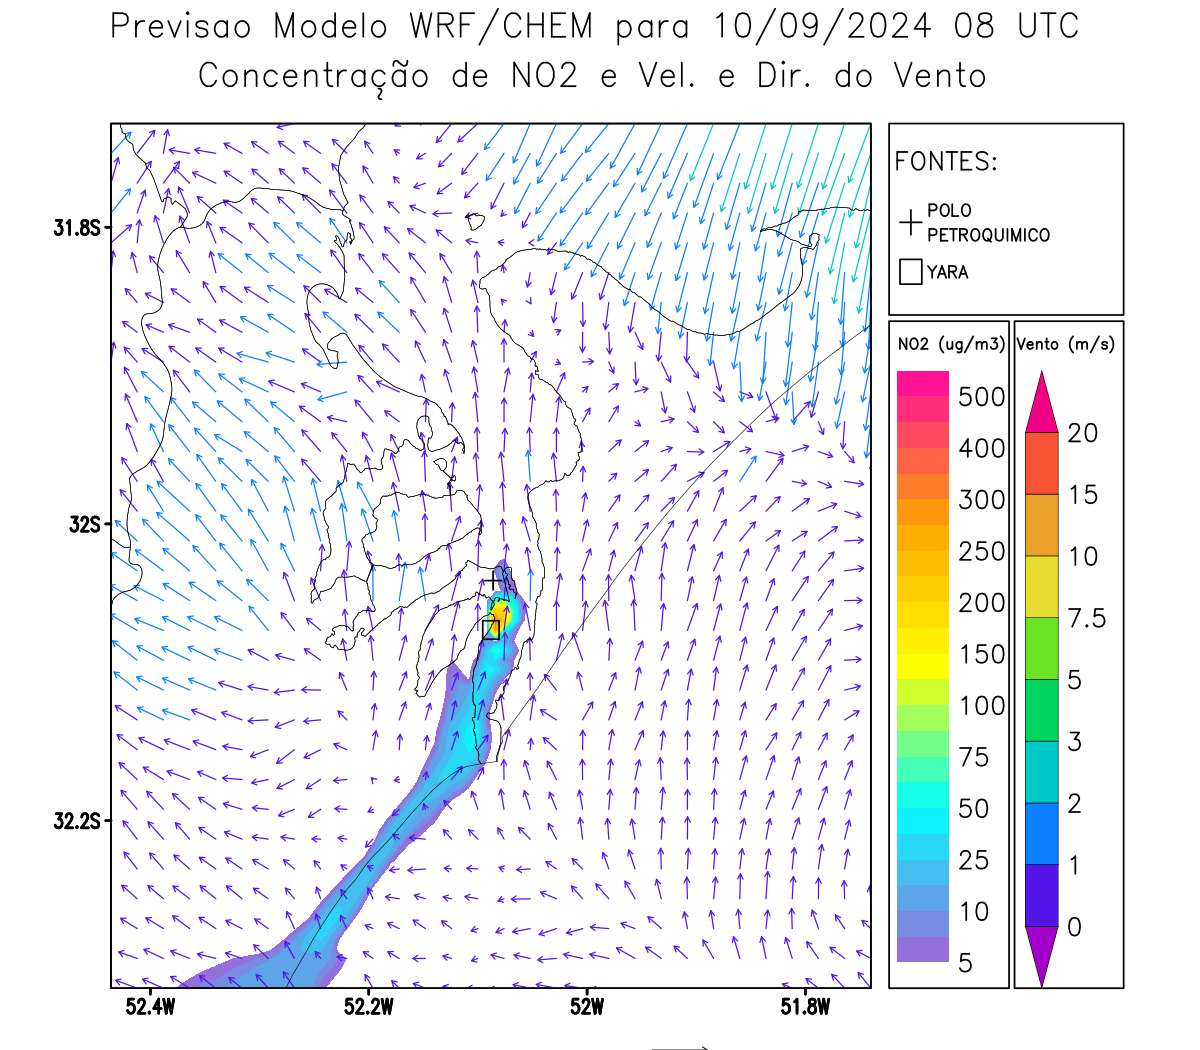 Previsao Modelo WRF/CHEM para 10/09/2024 08 UTC
Concentração de NO2 e Vel. e Dir. do Vento
FONTES:
POLO
PETROQUIMICO
YARA
NO2 (ug/m3)
500
400
300
250
200
150
100
75
50
25
10
5
Vento (m/s)
20
15
10
7.5
5
3
2
1
0
31.8S
32S
32.2S
52.4W
52.2W
52W
51.8W